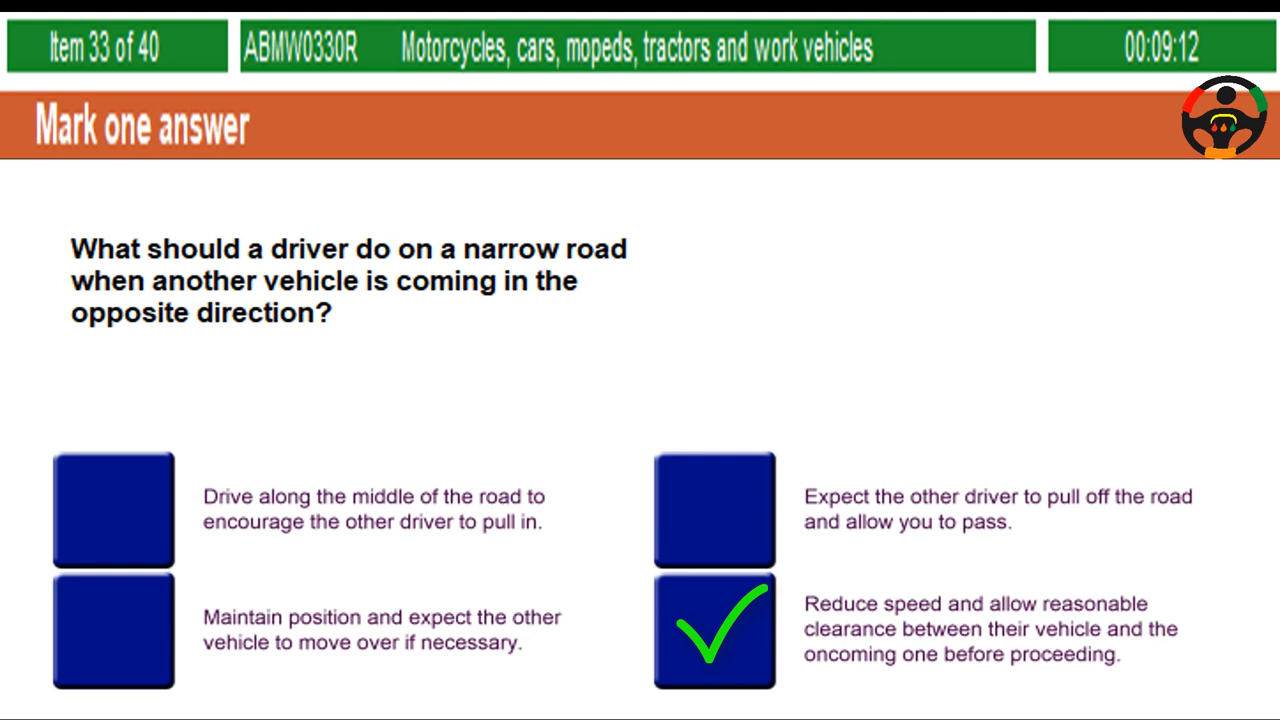 Item 33 of 40
ABMW0330R Motorcycles, cars, mopeds, tractors and work vehicles
00:09:12
Mark one answer
What should a driver do on a narrow road
when another vehicle is coming in the
opposite direction?
Drive along the middle of the road to
encourage the other driver to pull in.
Expect the other driver to pull off the road
and allow you to pass.
Maintain position and expect the other
vehicle to move over if necessary.
Reduce speed and allow reasonable
clearance between their vehicle and the
oncoming one before proceeding.